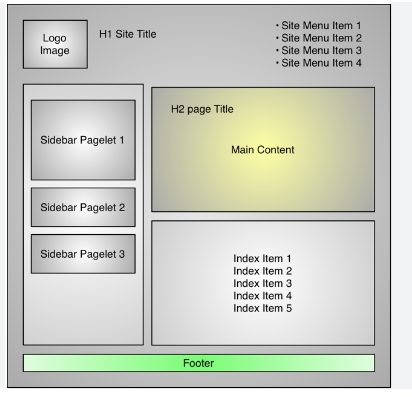 Logo
Image
H1 Site Title
• Site Menu Item 1
• Site Menu Item 2
• Site Menu Item 3
• Site Menu Item 4
Sidebar Pagelet 1
Sidebar Pagelet 2
Sidebar Pagelet 3
H2 page Title
Main Content
Index Item 1
Index Item 2
Index Item 3
Index Item 4
Index Item 5
Footer